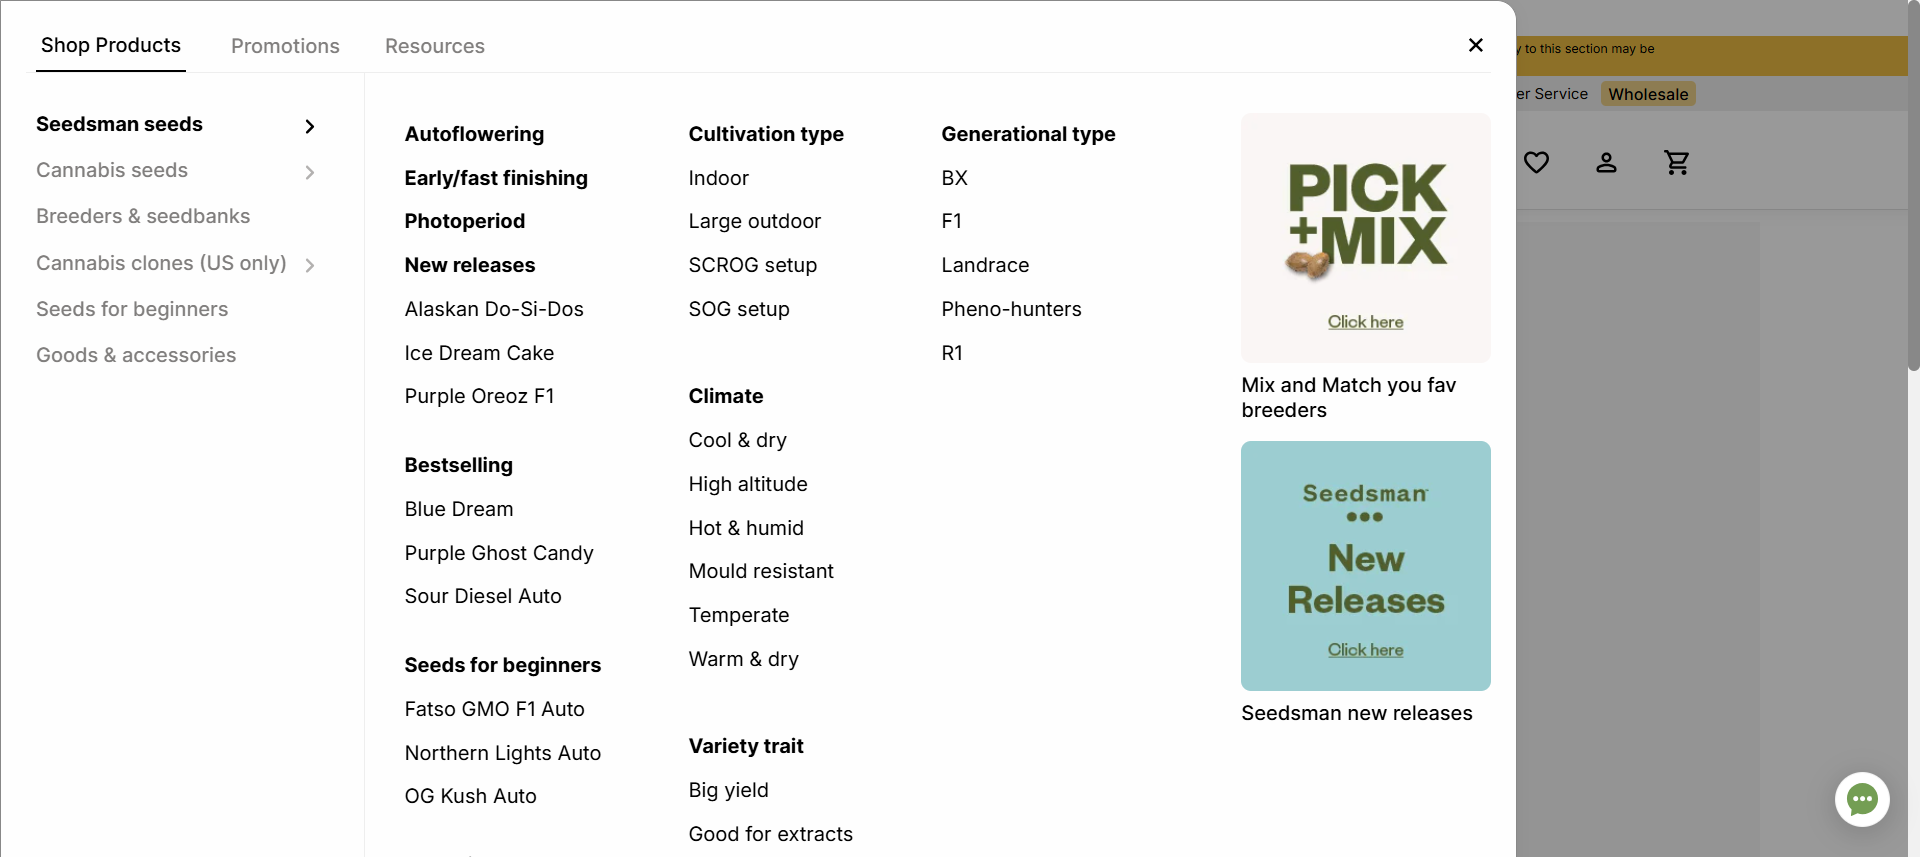 Shop Products
Promotions
Resources
y to this section may be
er Service
Wholesale
Seedsman seeds
Cannabis seeds
Breeders & seedbanks
Cannabis clones (US only)
Seeds for beginners
Goods & accessories
Autoflowering
Early/fast finishing
Photoperiod
New releases
Alaskan Do-Si-Dos
Ice Dream Cake
Purple Oreoz F1
Bestselling
Blue Dream
Purple Ghost Candy
Sour Diesel Auto
Seeds for beginners
Fatso GMO F1 Auto
Northern Lights Auto
OG Kush Auto
Cultivation type
Indoor
Large outdoor
SCROG setup
SOG setup
Climate
Cool & dry
High altitude
Hot & humid
Mould resistant
Temperate
Warm & dry
Variety trait
Big yield
Good for extracts
Generational type
BX
F1
Landrace
Pheno-hunters
R1
PICK
+MIX
Click here
Mix and Match you fav
breeders
Seedsman
New
Releases
Click here
Seedsman new releases